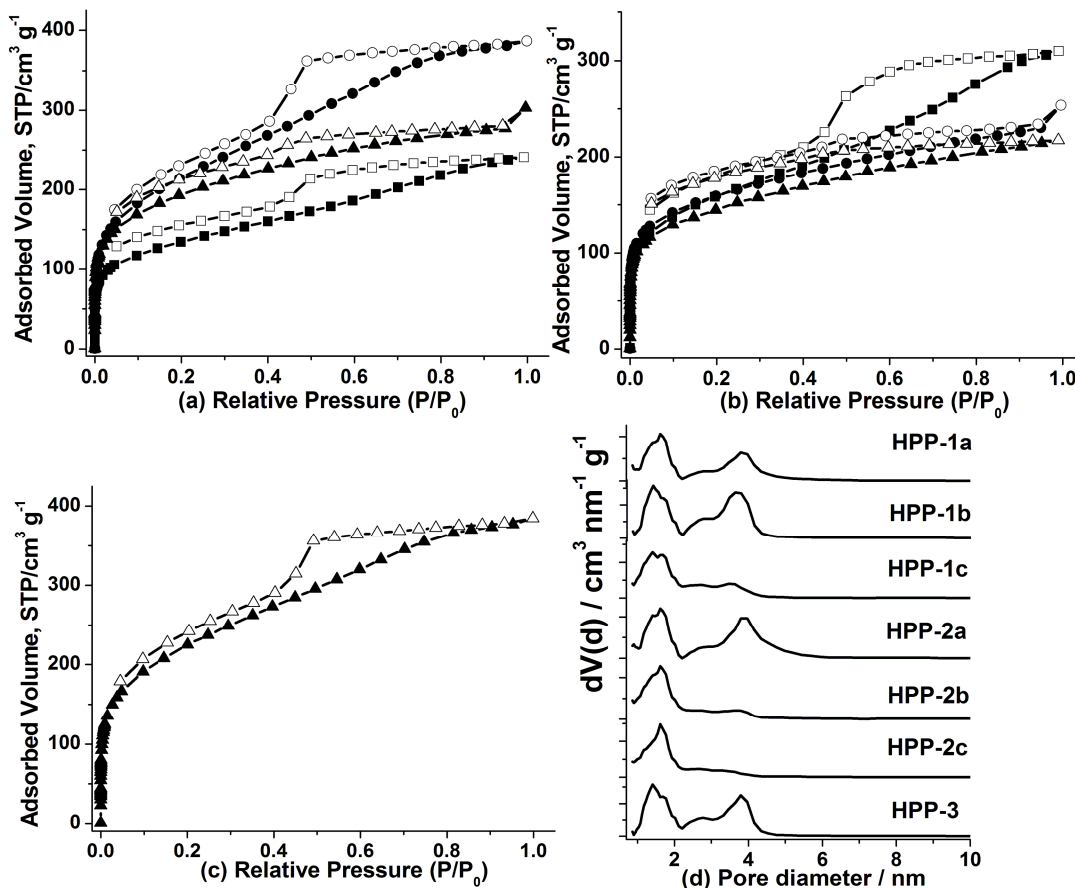 Adsorbed Volume, STP/cm³ g⁻¹
400
300
200
100
0
0.0 0.2 0.4 0.6 0.8 1.0
(a) Relative Pressure (P/P₀)
Adsorbed Volume, STP/cm³ g⁻¹
300
200
100
0
0.0 0.2 0.4 0.6 0.8 1.0
(b) Relative Pressure (P/P₀)
Adsorbed Volume, STP/cm³ g⁻¹
400
300
200
100
0
0.0 0.2 0.4 0.6 0.8 1.0
(c) Relative Pressure (P/P₀)
dV(d) / cm³ nm⁻¹ g⁻¹
HPP-1a
HPP-1b
HPP-1c
HPP-2a
HPP-2b
HPP-2c
HPP-3
2 4 6 8 10
(d) Pore diameter / nm